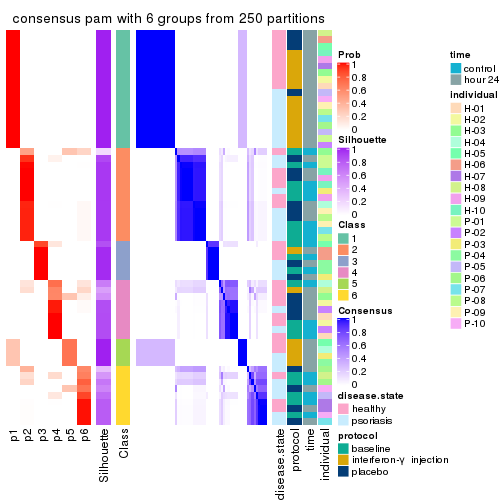 consensus pam with 6 groups from 250 partitions
Prob
1
0.8
0.6
0.4
0.2
0
Silhouette
1
0.8
0.6
0.4
0.2
0
Class
1
2
3
4
5
6
Consensus
1
0.8
0.6
0.4
0.2
0
disease.state
healthy
psoriasis
protocol
baseline
interferon-γ injection
placebo
time
control
hour 24
individual
H-01
H-02
H-03
H-04
H-05
H-06
H-07
H-08
H-09
H-10
P-01
P-02
P-03
P-04
P-05
P-06
P-07
P-08
P-09
P-10
p1
p2
p3
p4
p5
p6
Silhouette
Class
disease.state
protocol
time
individual